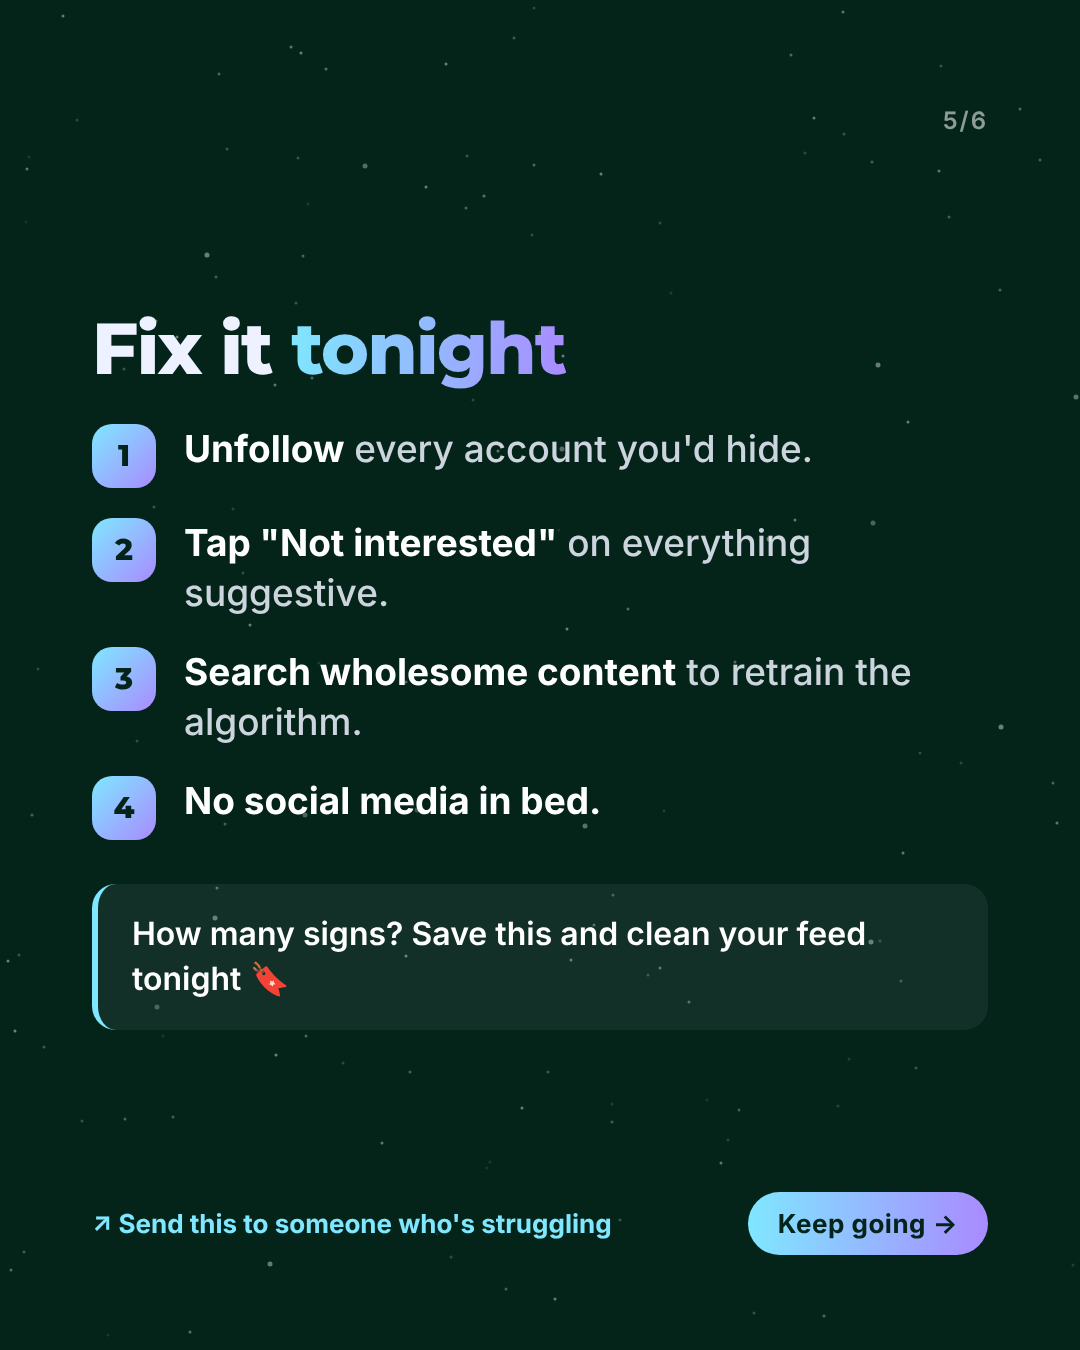 5/6
Fix it tonight
1
Unfollow every account you'd hide.
2
Tap "Not interested" on everything
suggestive.
3
Search wholesome content to retrain the
algorithm.
4
No social media in bed.
How many signs? Save this and clean your feed
tonight 🔖
↗ Send this to someone who's struggling
Keep going →